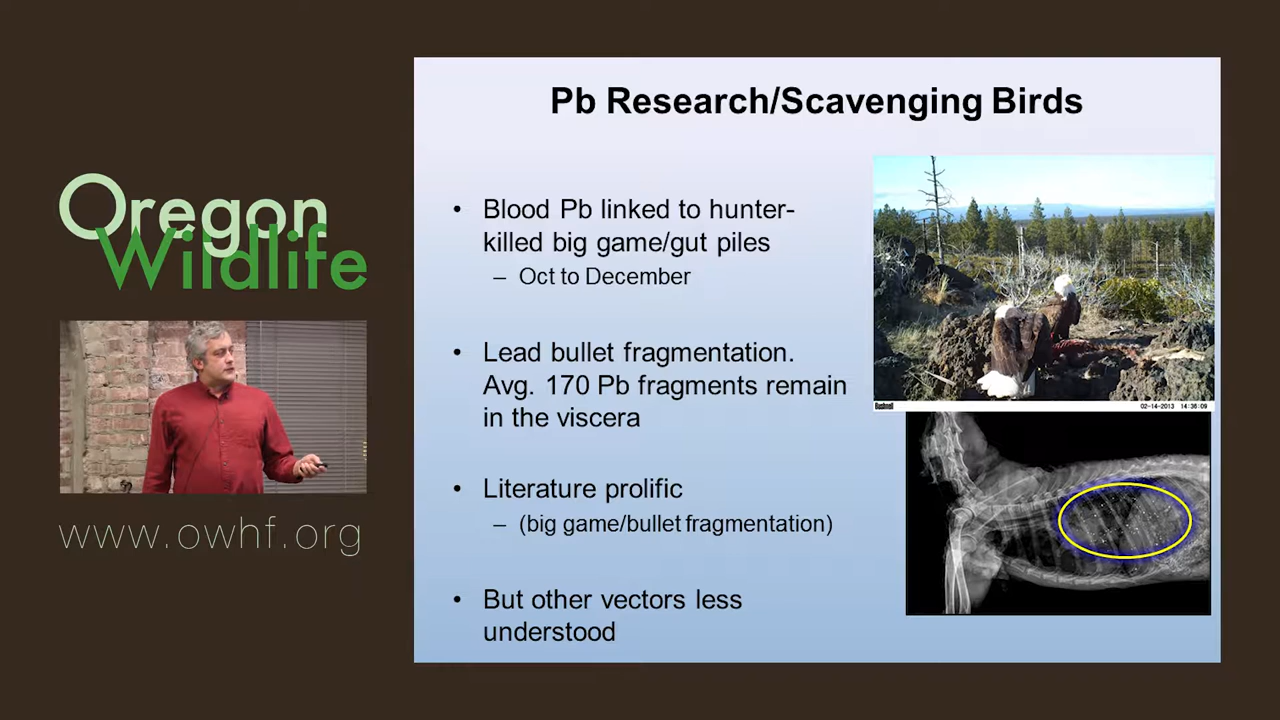 Oregon
Wildlife
www.owhf.org
Pb Research/Scavenging Birds
• Blood Pb linked to hunter-
killed big game/gut piles
– Oct to December
• Lead bullet fragmentation.
Avg. 170 Pb fragments remain
in the viscera
• Literature prolific
– (big game/bullet fragmentation)
• But other vectors less
understood
Bushnell 02-14-2013 14:36:09